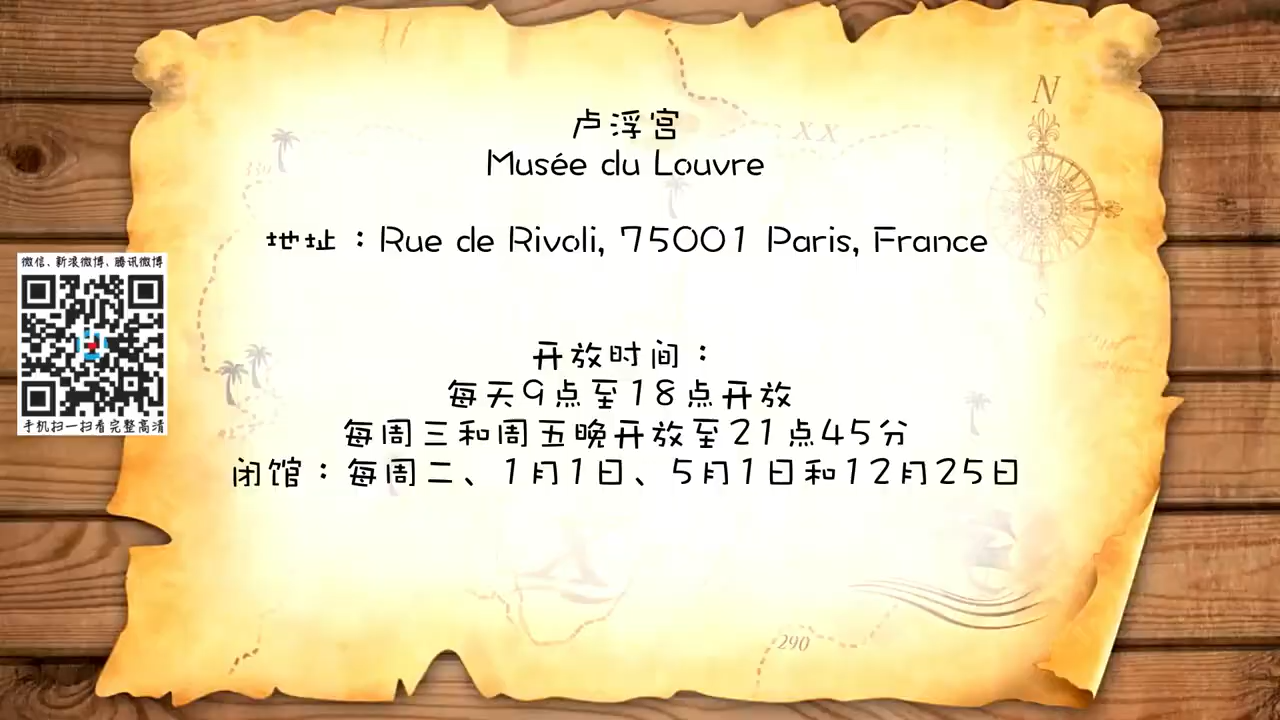 卢浮宫
Musée du Louvre
地址：Rue de Rivoli, 75001 Paris, France
开放时间：
每天9点至18点开放
每周三和周五晚开放至21点45分
闭馆：每周二、1月1日、5月1日和12月25日
微信、新浪微博、腾讯微博
手机扫一扫看完整高清
N
S
XX
330
290